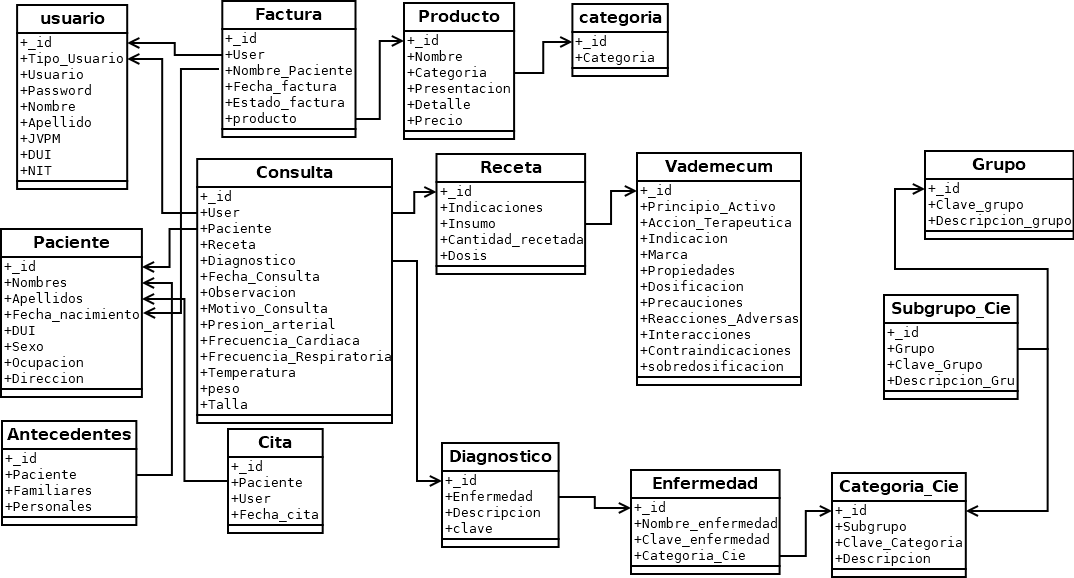 usuario
+_id
+Tipo_Usuario
+Usuario
+Password
+Nombre
+Apellido
+JVPM
+DUI
+NIT
Factura
+_id
+User
+Nombre_Paciente
+Fecha_factura
+Estado_factura
+producto
Producto
+_id
+Nombre
+Categoria
+Presentacion
+Detalle
+Precio
categoria
+_id
+Categoria
Consulta
+_id
+User
+Paciente
+Receta
+Diagnostico
+Fecha_Consulta
+Observacion
+Motivo_Consulta
+Presion_arterial
+Frecuencia_Cardiaca
+Frecuencia_Respiratoria
+Temperatura
+peso
+Talla
Receta
+_id
+Indicaciones
+Insumo
+Cantidad_recetada
+Dosis
Vademecum
+_id
+Principio_Activo
+Accion_Terapeutica
+Indicacion
+Marca
+Propiedades
+Dosificacion
+Precauciones
+Reacciones_Adversas
+Interacciones
+Contraindicaciones
+sobredosificacion
Grupo
+_id
+Clave_grupo
+Descripcion_grupo
Paciente
+_id
+Nombres
+Apellidos
+Fecha_nacimiento
+DUI
+Sexo
+Ocupacion
+Direccion
Subgrupo_Cie
+_id
+Grupo
+Clave_Grupo
+Descripcion_Gru
Antecedentes
+_id
+Paciente
+Familiares
+Personales
Cita
+_id
+Paciente
+User
+Fecha_cita
Diagnostico
+_id
+Enfermedad
+Descripcion
+clave
Enfermedad
+_id
+Nombre_enfermedad
+Clave_enfermedad
+Categoria_Cie
Categoria_Cie
+_id
+Subgrupo
+Clave_Categoria
+Descripcion